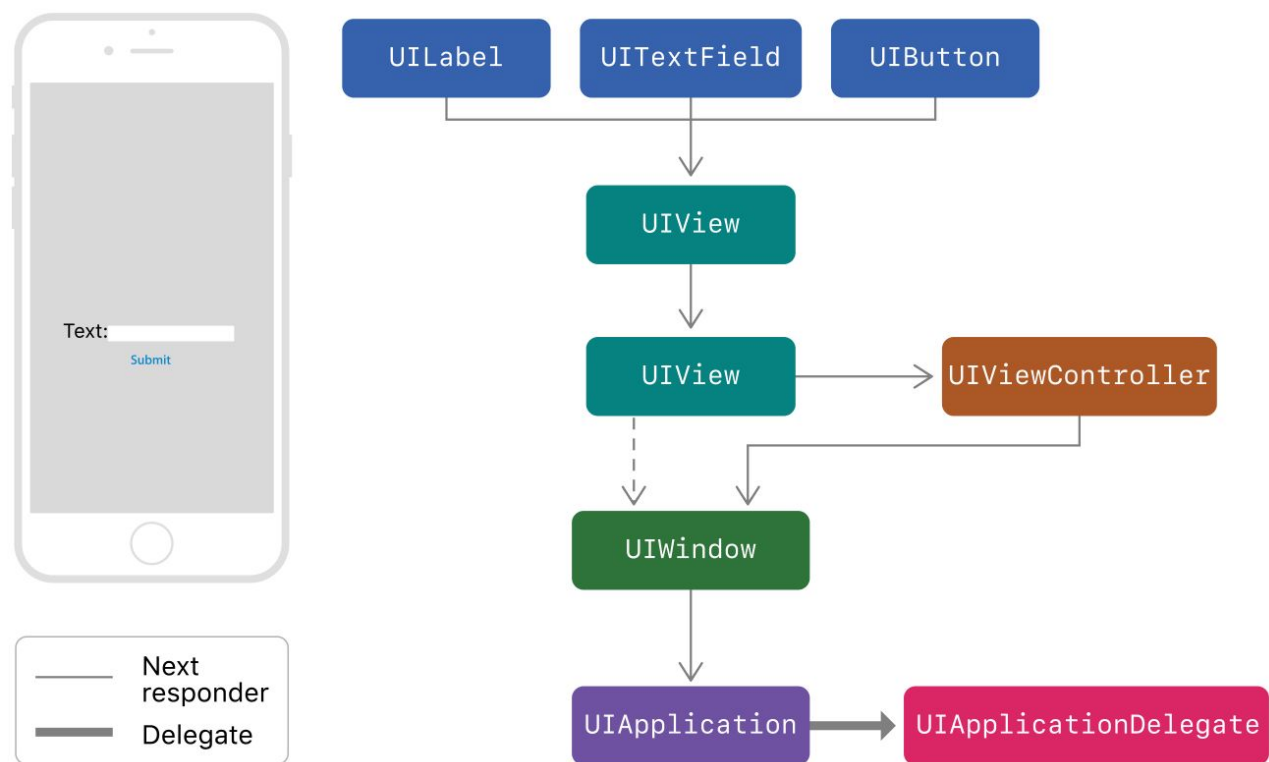 UILabel
UITextField
UIButton
UIView
Text:
Submit
UIView
UIViewController
UIWindow
Next
responder
Delegate
UIApplication
UIApplicationDelegate